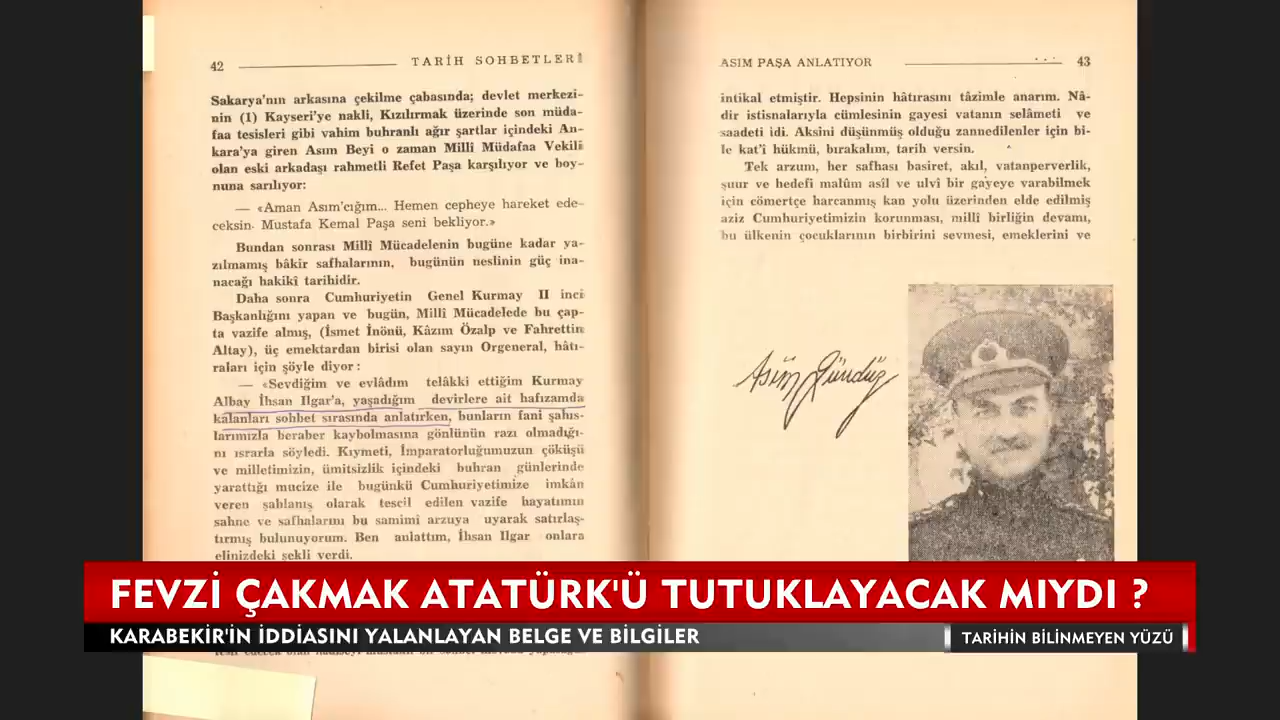 42 TARİH SOHBETLERİ
Sakarya'nın arkasına çekilme çabasında; devlet merkezi-
nin (1) Kayseri'ye nakli, Kızılırmak üzerinde son müda-
faa tesisleri gibi vahim buhranlı ağır şartlar içindeki An-
kara'ya giren Asım Beyi o zaman Millî Müdafaa Vekili
olan eski arkadaşı rahmetli Refet Paşa karşılıyor ve boy-
nuna sarılıyor:
— «Aman Asım'cığım... Hemen cepheye hareket ede-
ceksin. Mustafa Kemal Paşa seni bekliyor.»
Bundan sonrası Millî Mücadelenin bugüne kadar ya-
zılmamış bâkir safhalarının, bugünün neslinin güç ina-
nacağı hakikî tarihidir.
Daha sonra Cumhuriyetin Genel Kurmay II inci
Başkanlığını yapan ve bugün, Millî Mücadelede bu çap-
ta vazife almış, (İsmet İnönü, Kâzım Özalp ve Fahrettin
Altay), üç emektardan birisi olan sayın Orgeneral, hâtı-
raları için şöyle diyor:
— «Sevdiğim ve evlâdım telâkki ettiğim Kurmay
Albay İhsan Ilgar'a, yaşadığım devirlere ait hafızamda
kalanları sohbet sırasında anlatırken, bunların fani şahıs-
larımızla beraber kaybolmasına gönlünün razı olmadığı-
nı ısrarla söyledi. Kıymeti, İmparatorluğumuzun çöküşü
ve milletimizin, ümitsizlik içindeki buhran günlerinde
yarattığı mucize ile bugünkü Cumhuriyetimize imkân
veren şahlanış olarak tescil edilen vazife hayatımın
sahne ve safhalarını bu samimî arzuya uyarak satırlaş-
tırmış bulunuyorum. Ben anlattım, İhsan Ilgar onlara
elinizdeki şekli verdi.
ASIM PAŞA ANLATIYOR 43
intikal etmiştir. Hepsinin hâtırasını tâzimle anarım. Nâ-
dir istisnalarıyla cümlesinin gayesi vatanın selâmeti ve
saadeti idi. Aksini düşünmüş olduğu zannedilenler için bi-
le kat'î hükmü, bırakalım, tarih versin.
Tek arzum, her safhası basiret, akıl, vatanperverlik,
şuur ve hedefi malûm asîl ve ulvî bir gâyeye varabilmek
için cömertçe harcanmış kan yolu üzerinden elde edilmiş
aziz Cumhuriyetimizin korunması, millî birliğin devamı,
bu ülkenin çocuklarının birbirini sevmesi, emeklerini ve
Asım Gündüz
FEVZİ ÇAKMAK ATATÜRK'Ü TUTUKLAYACAK MIYDI ?
KARABEKİR'İN İDDİASINI YALANLAYAN BELGE VE BİLGİLER
TARİHİN BİLİNMEYEN YÜZÜ